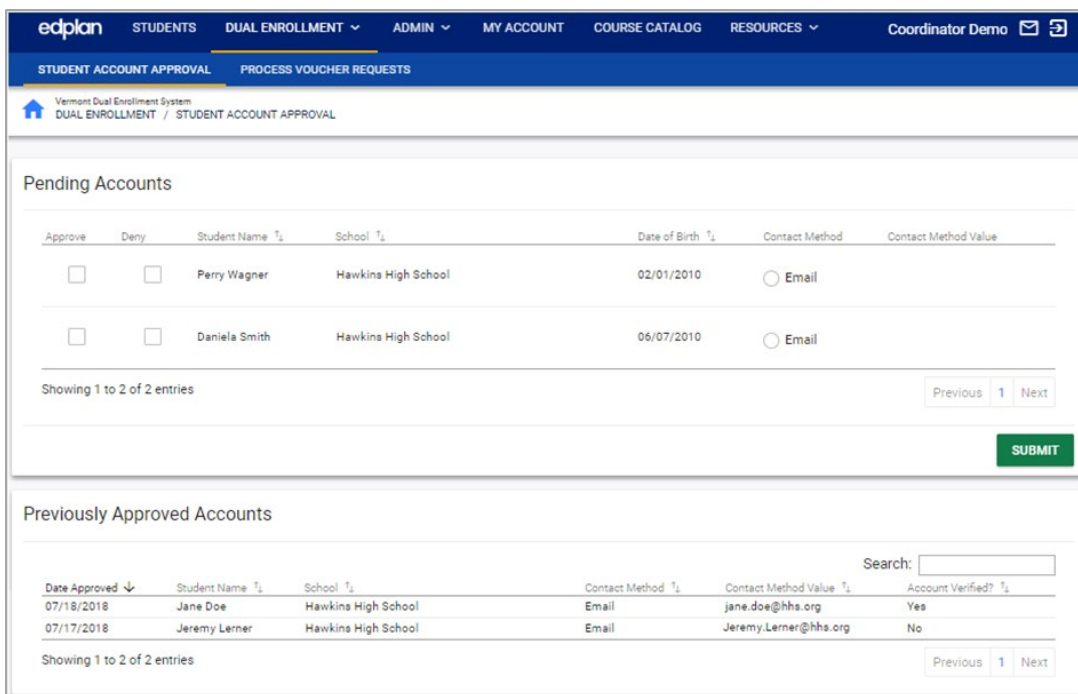 edplan STUDENTS DUAL ENROLLMENT ADMIN MY ACCOUNT COURSE CATALOG RESOURCES Coordinator Demo
STUDENT ACCOUNT APPROVAL PROCESS VOUCHER REQUESTS
Vermont Dual Enrollment System
DUAL ENROLLMENT / STUDENT ACCOUNT APPROVAL
Pending Accounts
Approve Deny Student Name School Date of Birth Contact Method Contact Method Value
Perry Wagner Hawkins High School 02/01/2010 Email
Daniela Smith Hawkins High School 06/07/2010 Email
Showing 1 to 2 of 2 entries Previous 1 Next
SUBMIT
Previously Approved Accounts
Search:
Date Approved Student Name School Contact Method Contact Method Value Account Verified?
07/18/2018 Jane Doe Hawkins High School Email jane.doe@hhs.org Yes
07/17/2018 Jeremy Lerner Hawkins High School Email Jeremy.Lerner@hhs.org No
Showing 1 to 2 of 2 entries Previous 1 Next